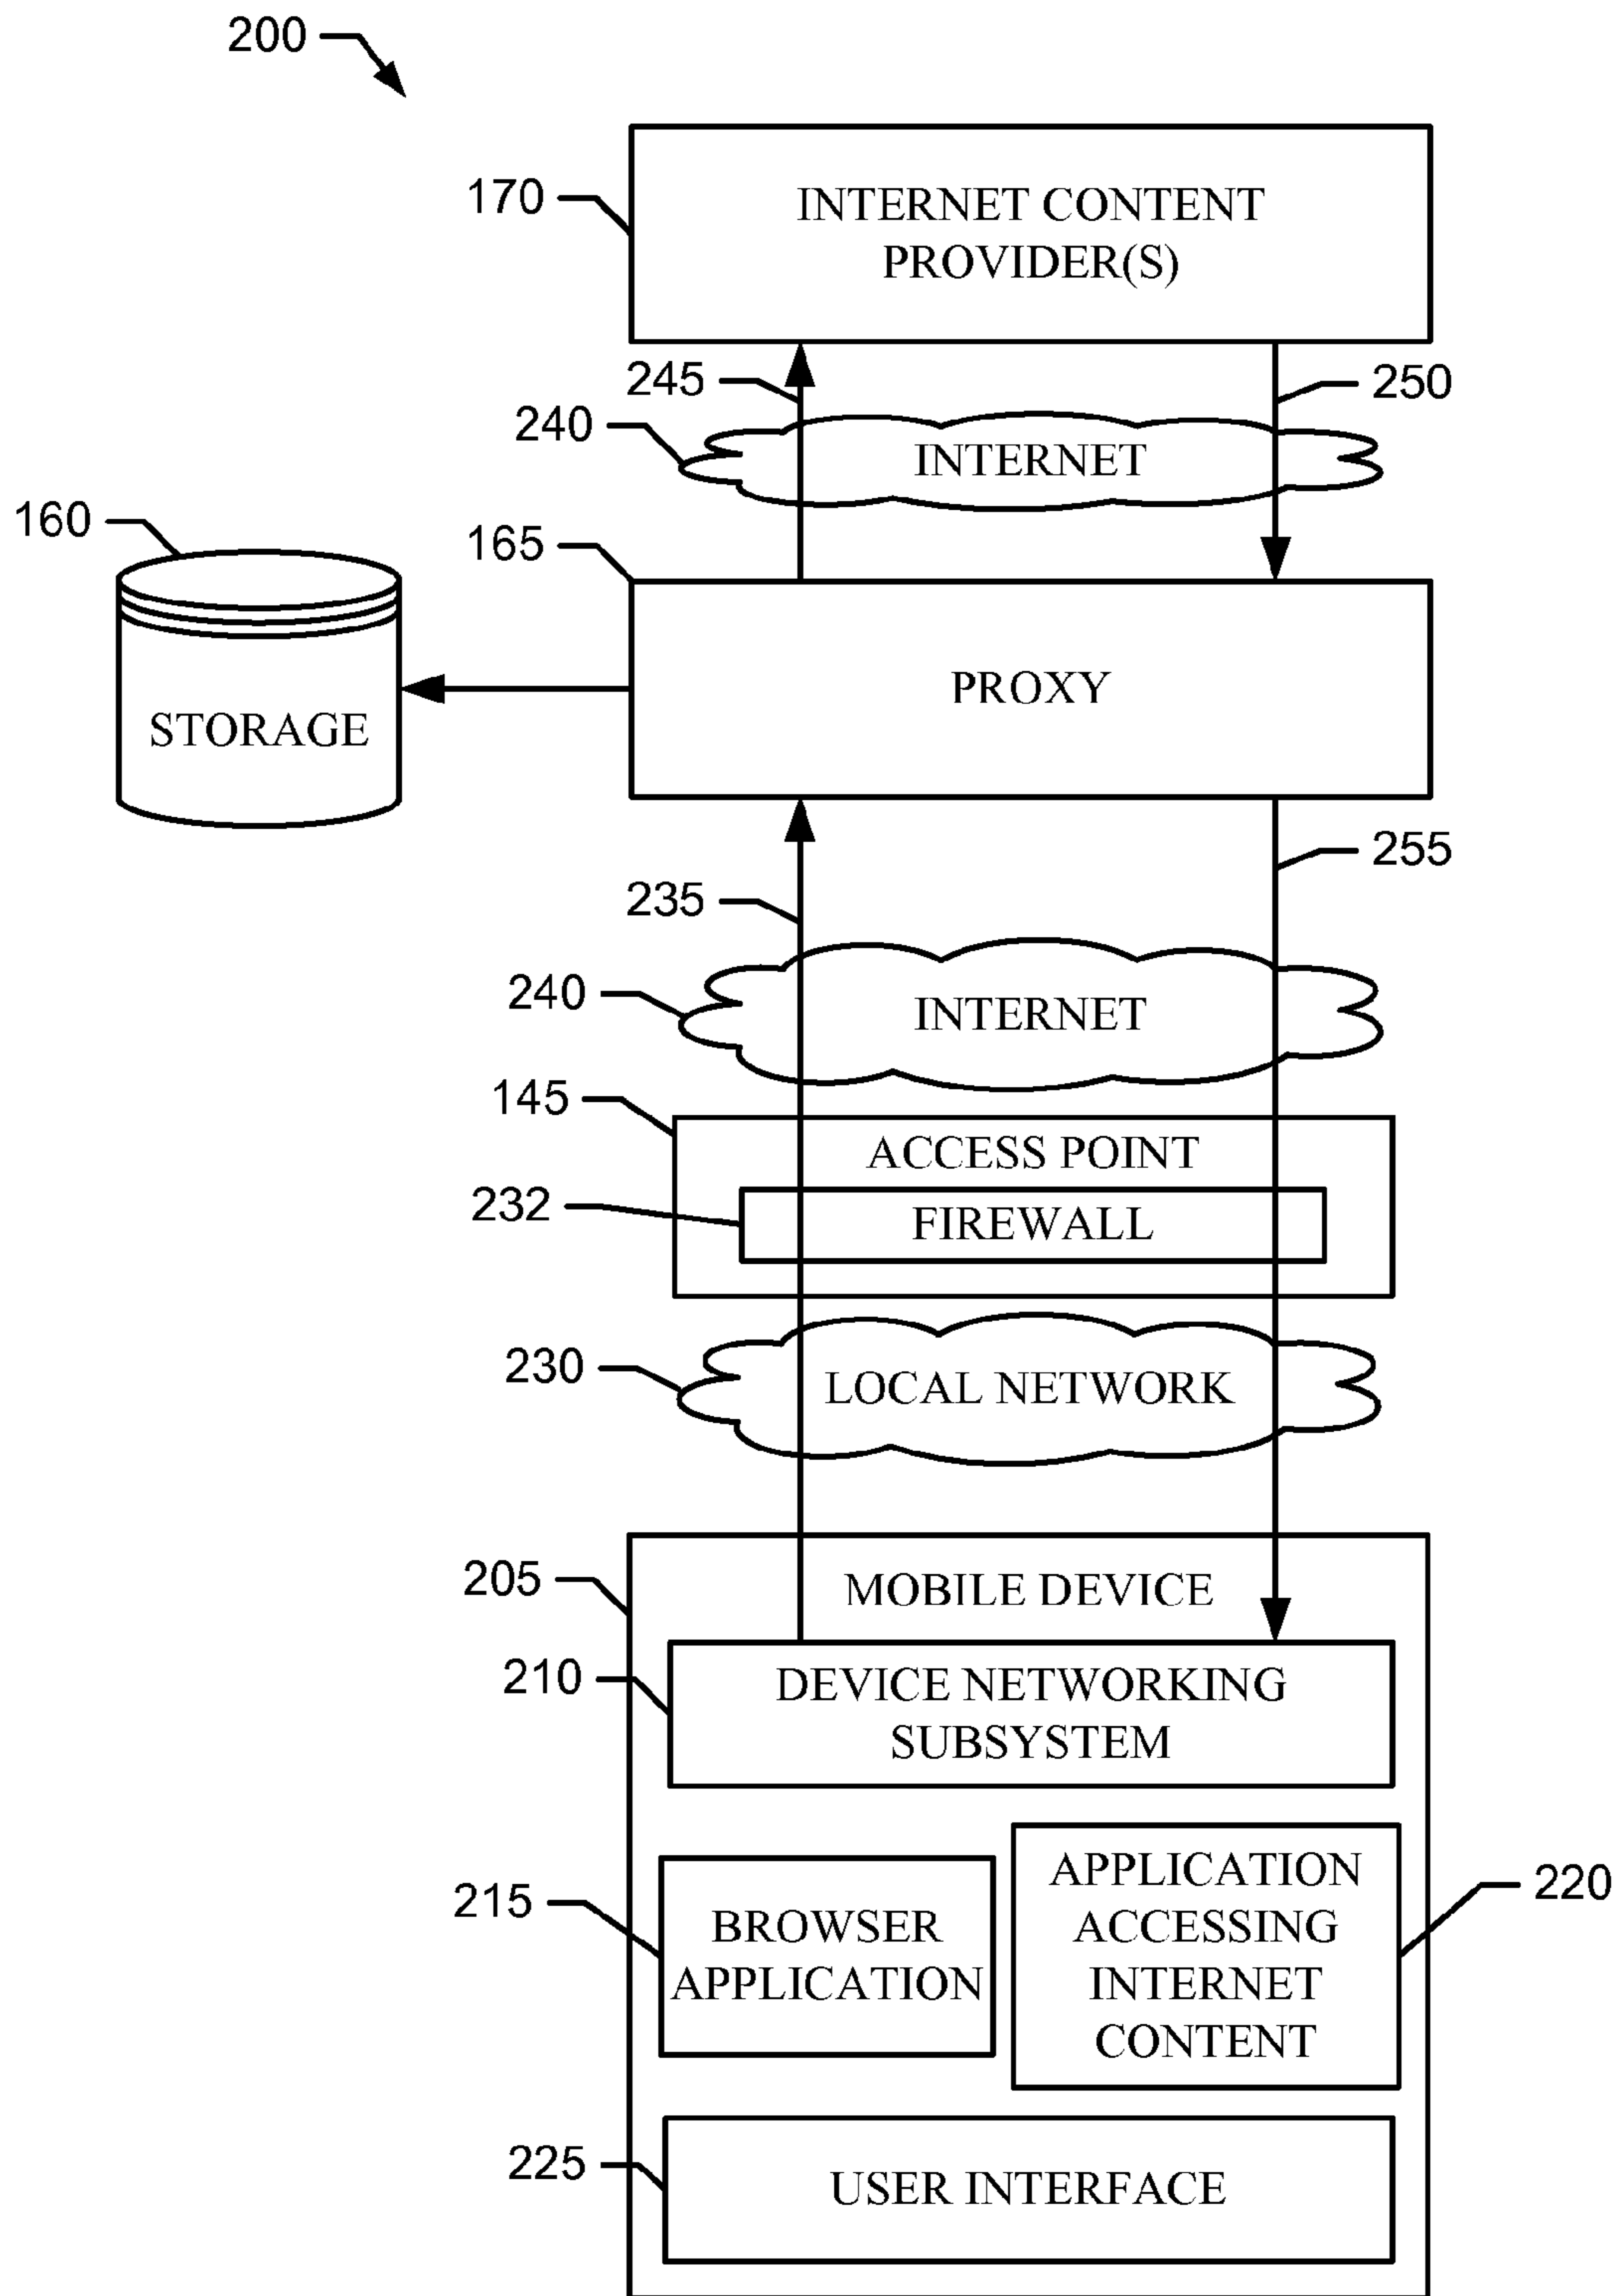 200
170
INTERNET CONTENT
PROVIDER(S)
245
250
240
INTERNET
160
165
STORAGE
PROXY
255
235
240
INTERNET
145
ACCESS POINT
232
FIREWALL
230
LOCAL NETWORK
205
MOBILE DEVICE
210
DEVICE NETWORKING
SUBSYSTEM
215
BROWSER
APPLICATION
APPLICATION
ACCESSING
INTERNET
CONTENT
220
225
USER INTERFACE